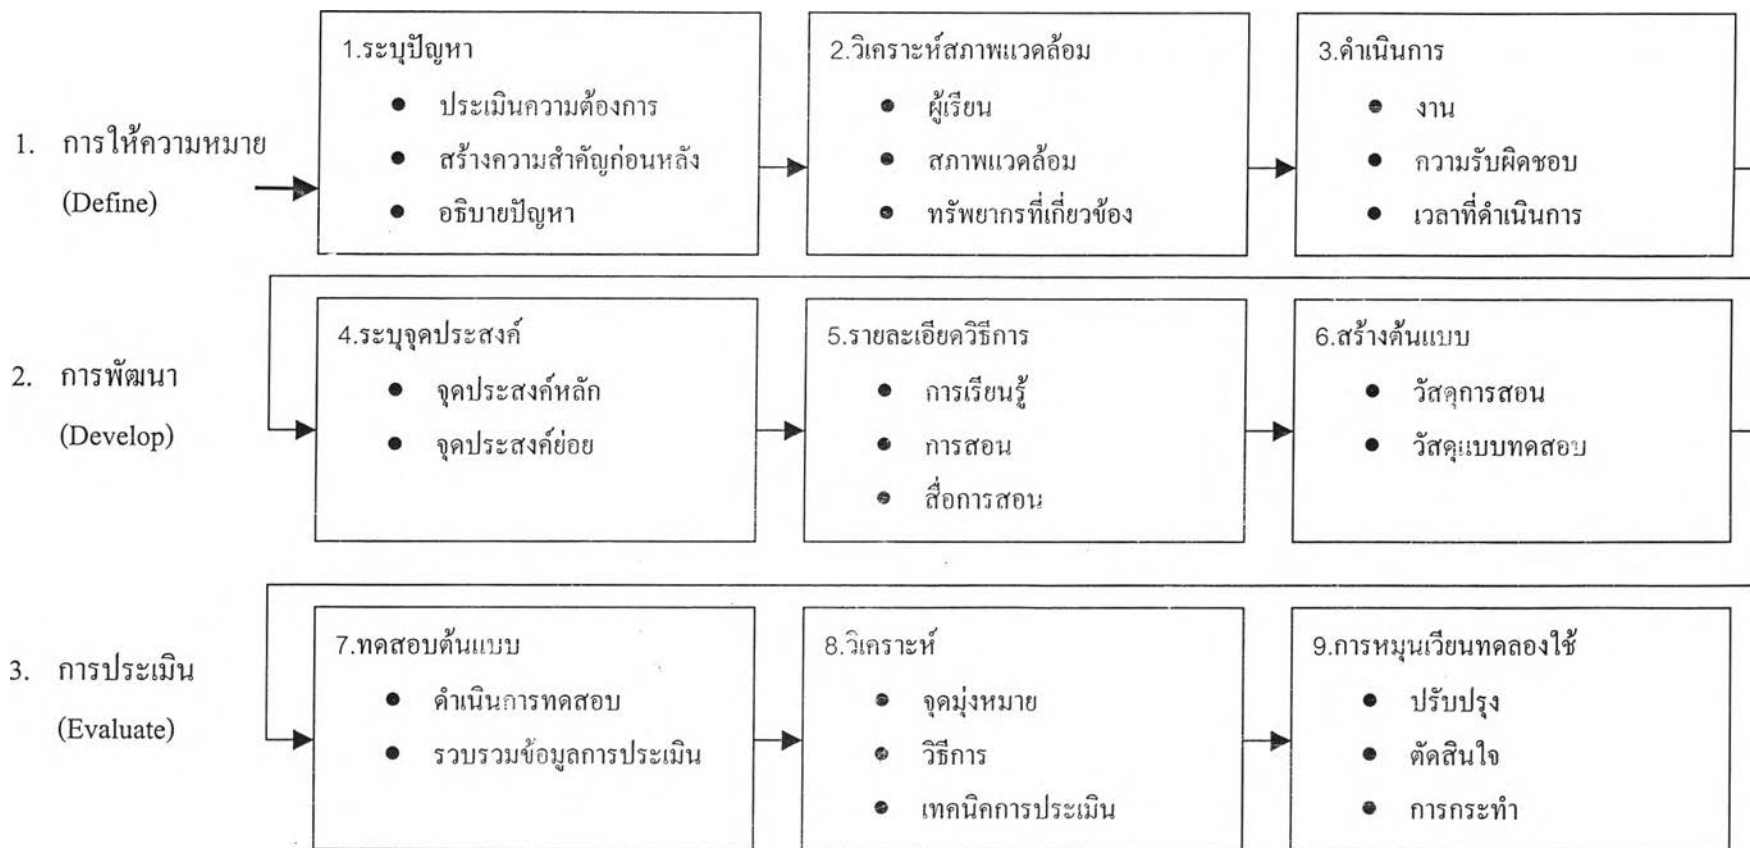 1. การให้ความหมาย
(Define)
1.ระบุปัญหา
● ประเมินความต้องการ
● สร้างความสำคัญก่อนหลัง
● อธิบายปัญหา
2.วิเคราะห์สภาพแวดล้อม
● ผู้เรียน
● สภาพแวดล้อม
● ทรัพยากรที่เกี่ยวข้อง
3.ดำเนินการ
● งาน
● ความรับผิดชอบ
● เวลาที่ดำเนินการ
2. การพัฒนา
(Develop)
4.ระบุจุดประสงค์
● จุดประสงค์หลัก
● จุดประสงค์ย่อย
5.รายละเอียดวิธีการ
● การเรียนรู้
● การสอน
● สื่อการสอน
6.สร้างต้นแบบ
● วัสดุการสอน
● วัสดุแบบทดสอบ
3. การประเมิน
(Evaluate)
7.ทดสอบต้นแบบ
● ดำเนินการทดสอบ
● รวบรวมข้อมูลการประเมิน
8.วิเคราะห์
● จุดมุ่งหมาย
● วิธีการ
● เทคนิคการประเมิน
9.การหมุนเวียนทดลองใช้
● ปรับปรุง
● ตัดสินใจ
● การกระทำ